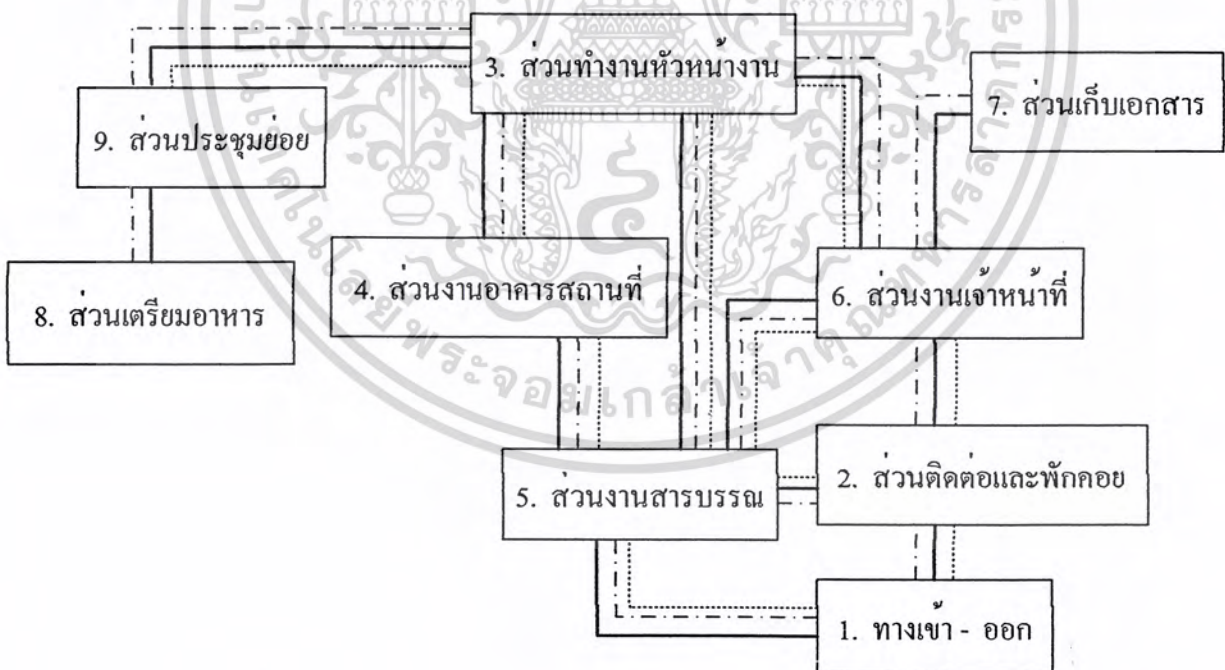 3. ส่วนทำงานหัวหน้างาน
7. ส่วนเก็บเอกสาร
9. ส่วนประชุมย่อย
4. ส่วนงานอาคารสถานที่
6. ส่วนงานเจ้าหน้าที่
8. ส่วนเตรียมอาหาร
2. ส่วนติดต่อและพักคอย
5. ส่วนงานสารบรรณ
1. ทางเข้า - ออก